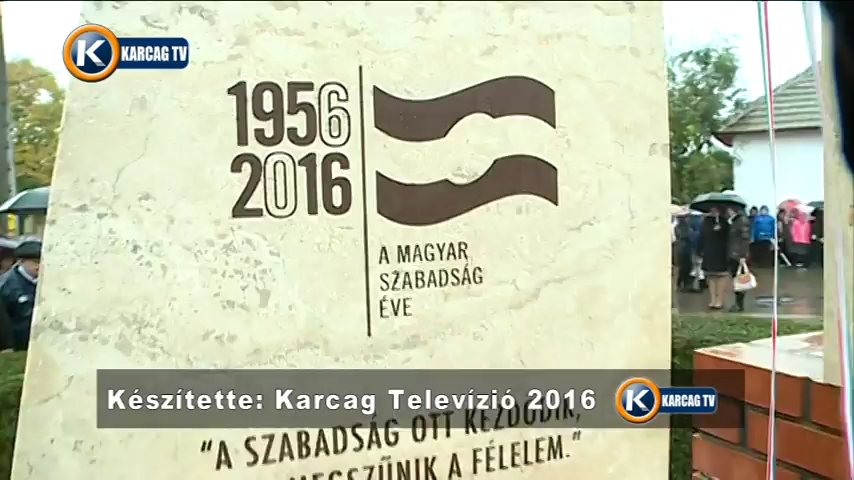 K KARCAG TV
1956
2016
A MAGYAR
SZABADSÁG
ÉVE
Készítette: Karcag Televízió 2016 K KARCAG TV
"A SZABADSÁG OTT KEZDŐDIK,
MEGSZŰNIK A FÉLELEM."